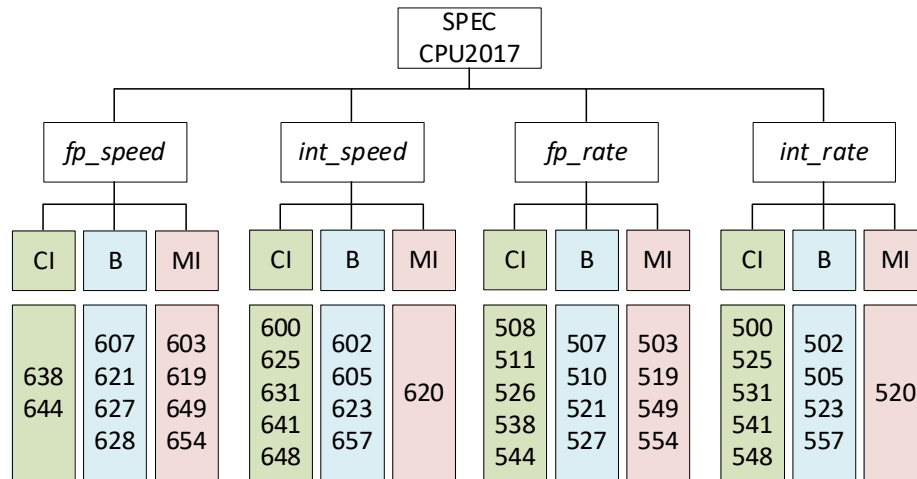 SPEC
CPU2017
fp_speed
int_speed
fp_rate
int_rate
CI
B
MI
CI
B
MI
CI
B
MI
CI
B
MI
638
644
607
621
627
628
603
619
649
654
600
625
631
641
648
602
605
623
657
620
508
511
526
538
544
507
510
521
527
503
519
549
554
500
525
531
541
548
502
505
523
557
520